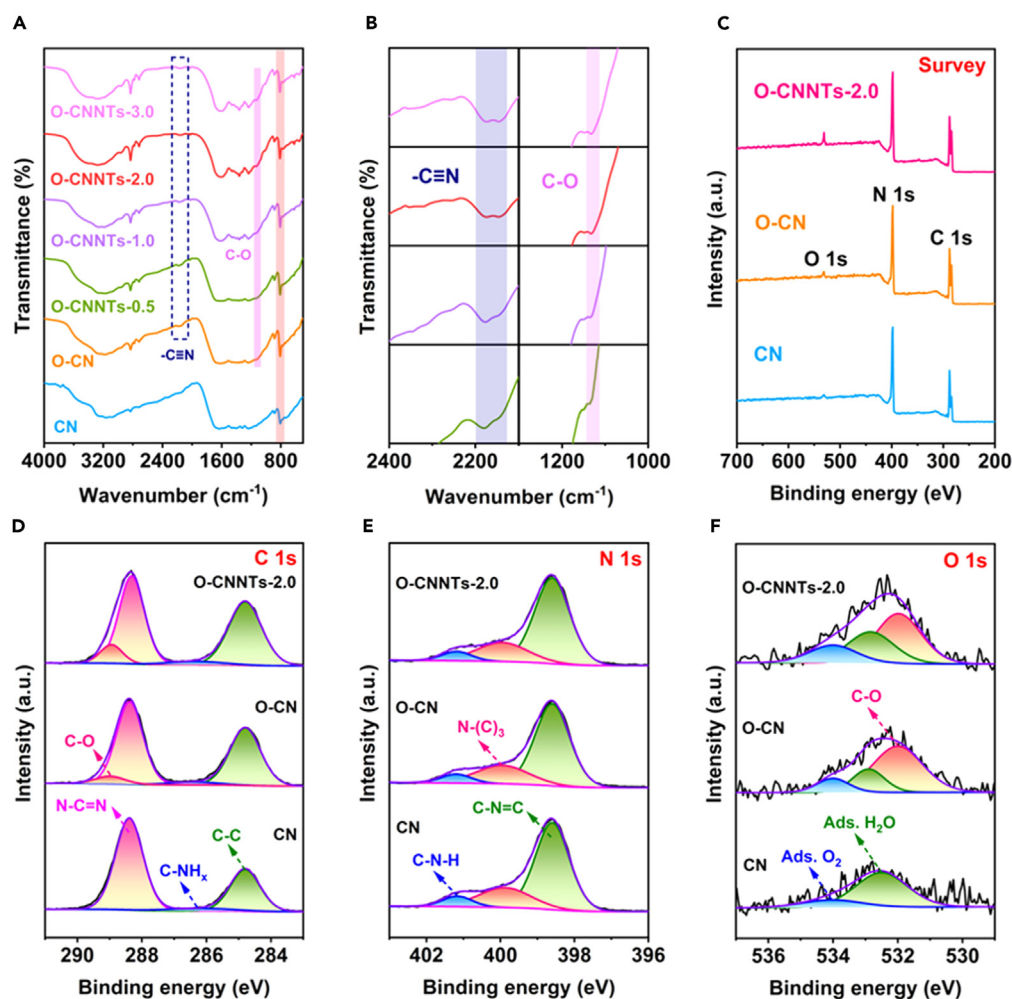 A
O-CNNTs-3.0
O-CNNTs-2.0
O-CNNTs-1.0
C-O
O-CNNTs-0.5
O-CN
-C≡N
CN
Transmittance (%)
4000 3200 2400 1600 800
Wavenumber (cm⁻¹)
B
-C≡N
C-O
Transmittance (%)
2400 2200 1200 1000
Wavenumber (cm⁻¹)
C
Survey
O-CNNTs-2.0
N 1s
O-CN
C 1s
O 1s
CN
Intensity (a.u.)
700 600 500 400 300 200
Binding energy (eV)
D
C 1s
O-CNNTs-2.0
O-CN
C-O
N-C=N
C-C
CN
C-NHₓ
Intensity (a.u.)
290 288 286 284
Binding energy (eV)
E
N 1s
O-CNNTs-2.0
O-CN
N-(C)₃
C-N=C
CN
C-N-H
Intensity (a.u.)
402 400 398 396
Binding energy (eV)
F
O 1s
O-CNNTs-2.0
C-O
O-CN
Ads. H₂O
Ads. O₂
CN
Intensity (a.u.)
536 534 532 530
Binding energy (eV)